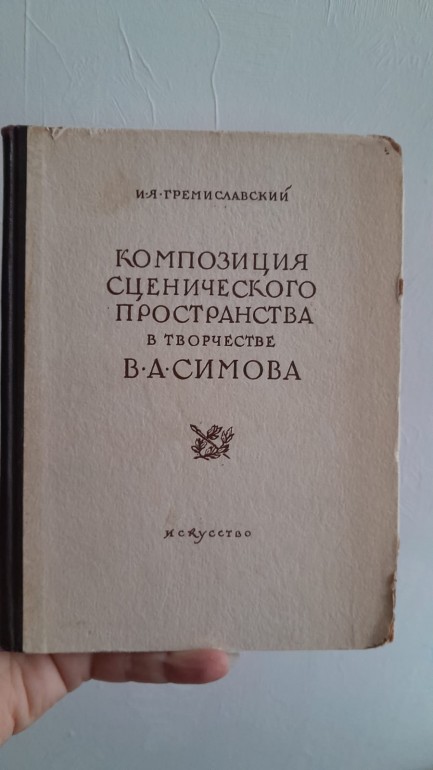 И·Я·ГРЕМИСЛАВСКИЙ
КОМПОЗИЦИЯ
СЦЕНИЧЕСКОГО
ПРОСТРАНСТВА
В ТВОРЧЕСТВЕ
В·А·СИМОВА
ИСКУССТВО